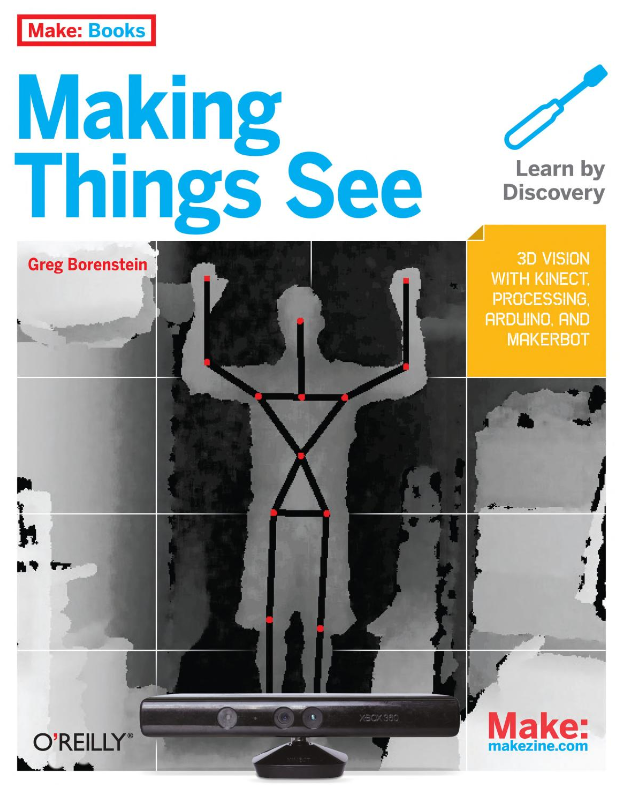 Make: Books
Making
Things See
Learn by
Discovery
Greg Borenstein
3D VISION
WITH KINECT,
PROCESSING,
ARDUINO, AND
MAKERBOT
XBOX 360
O'REILLY®
Make:
makezine.com